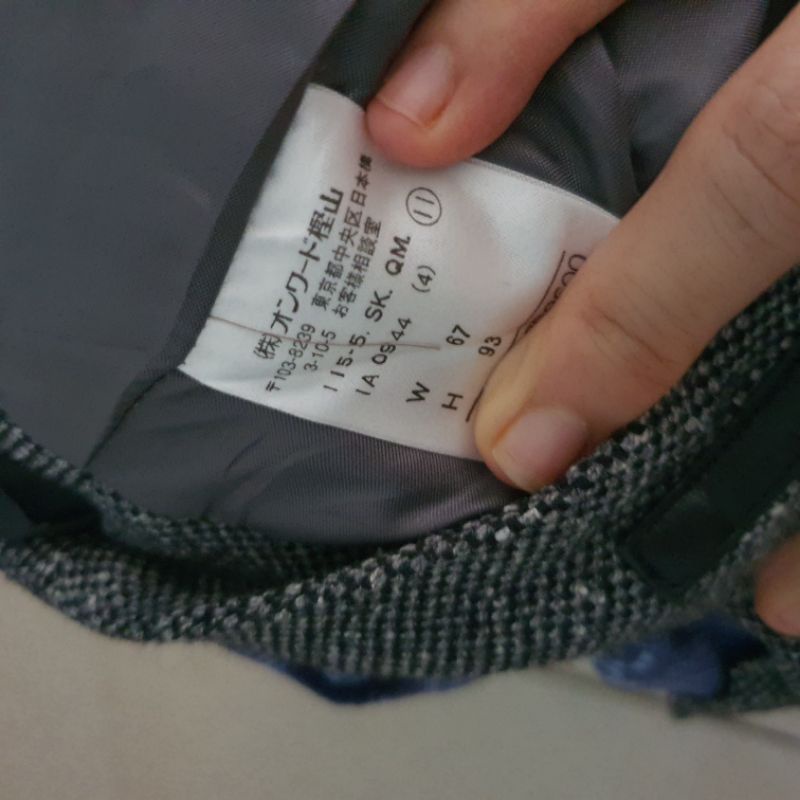 (株)オンワード樫山
〒103-8239 東京都中央区日本橋
3-10-5 お客様相談室
115-5. SK. QM. ⑪
IA 0944 (4)
W 67
H 93